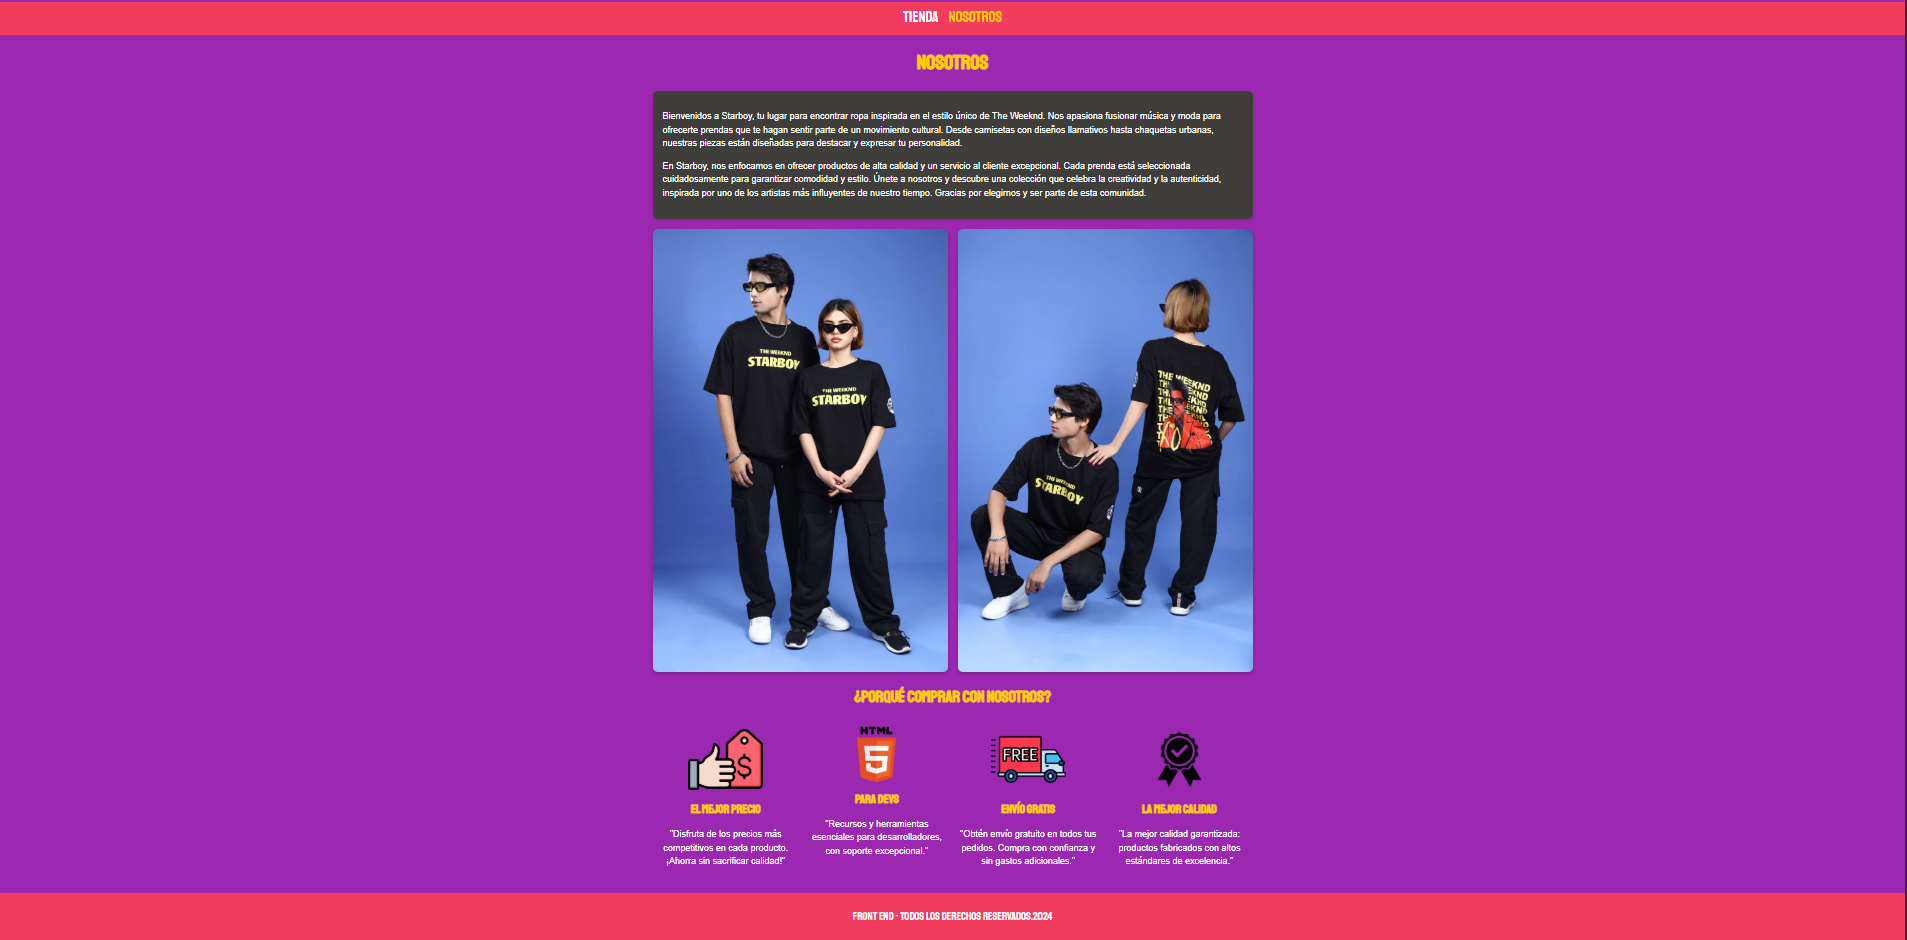 TIENDA NOSOTROS
NOSOTROS
Bienvenidos a Starboy, tu lugar para encontrar ropa inspirada en el estilo único de The Weeknd. Nos apasiona fusionar música y moda para
ofrecerte prendas que te hagan sentir parte de un movimiento cultural. Desde camisetas con diseños llamativos hasta chaquetas urbanas,
nuestras piezas están diseñadas para destacar y expresar tu personalidad.
En Starboy, nos enfocamos en ofrecer productos de alta calidad y un servicio al cliente excepcional. Cada prenda está seleccionada
cuidadosamente para garantizar comodidad y estilo. Únete a nosotros y descubre una colección que celebra la creatividad y la autenticidad,
inspirada por uno de los artistas más influyentes de nuestro tiempo. Gracias por elegirnos y ser parte de esta comunidad.
THE WEEKND
STARBOY
THE WEEKND
STARBOY
THE WEEKND
STARBOY
THE WEEKND
XO
¿PORQUÉ COMPRAR CON NOSOTROS?
$
EL MEJOR PRECIO
"Disfruta de los precios más
competitivos en cada producto.
¡Ahorra sin sacrificar calidad!"
HTML
5
PARA DEVS
"Recursos y herramientas
esenciales para desarrolladores,
con soporte excepcional."
FREE
ENVÍO GRATIS
"Obtén envío gratuito en todos tus
pedidos. Compra con confianza y
sin gastos adicionales."
LA MEJOR CALIDAD
"La mejor calidad garantizada:
productos fabricados con altos
estándares de excelencia."
FRONT END - TODOS LOS DERECHOS RESERVADOS.2024